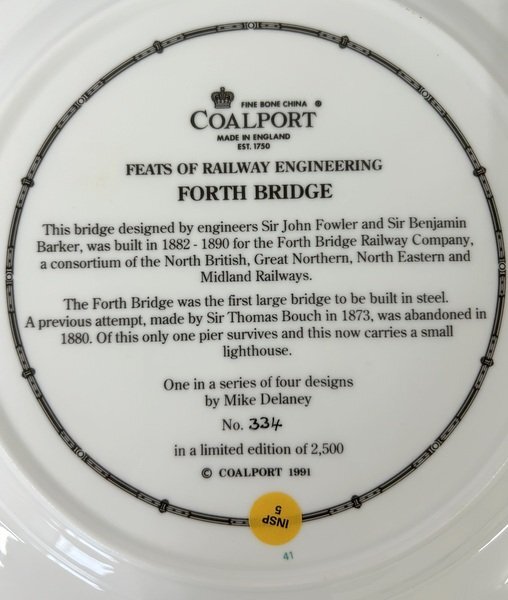 FINE BONE CHINA ®
COALPORT
MADE IN ENGLAND
EST. 1750
FEATS OF RAILWAY ENGINEERING
FORTH BRIDGE
This bridge designed by engineers Sir John Fowler and Sir Benjamin
Barker, was built in 1882 - 1890 for the Forth Bridge Railway Company,
a consortium of the North British, Great Northern, North Eastern and
Midland Railways.
The Forth Bridge was the first large bridge to be built in steel.
A previous attempt, made by Sir Thomas Bouch in 1873, was abandoned in
1880. Of this only one pier survives and this now carries a small
lighthouse.
One in a series of four designs
by Mike Delaney
No. 334
in a limited edition of 2,500
© COALPORT 1991
INSP
5
41